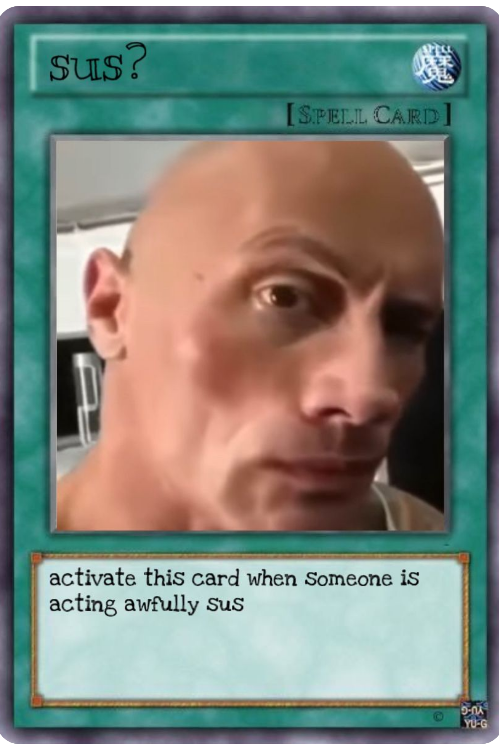 sus?
[SPELL CARD]
activate this card when someone is
acting awfully sus
©